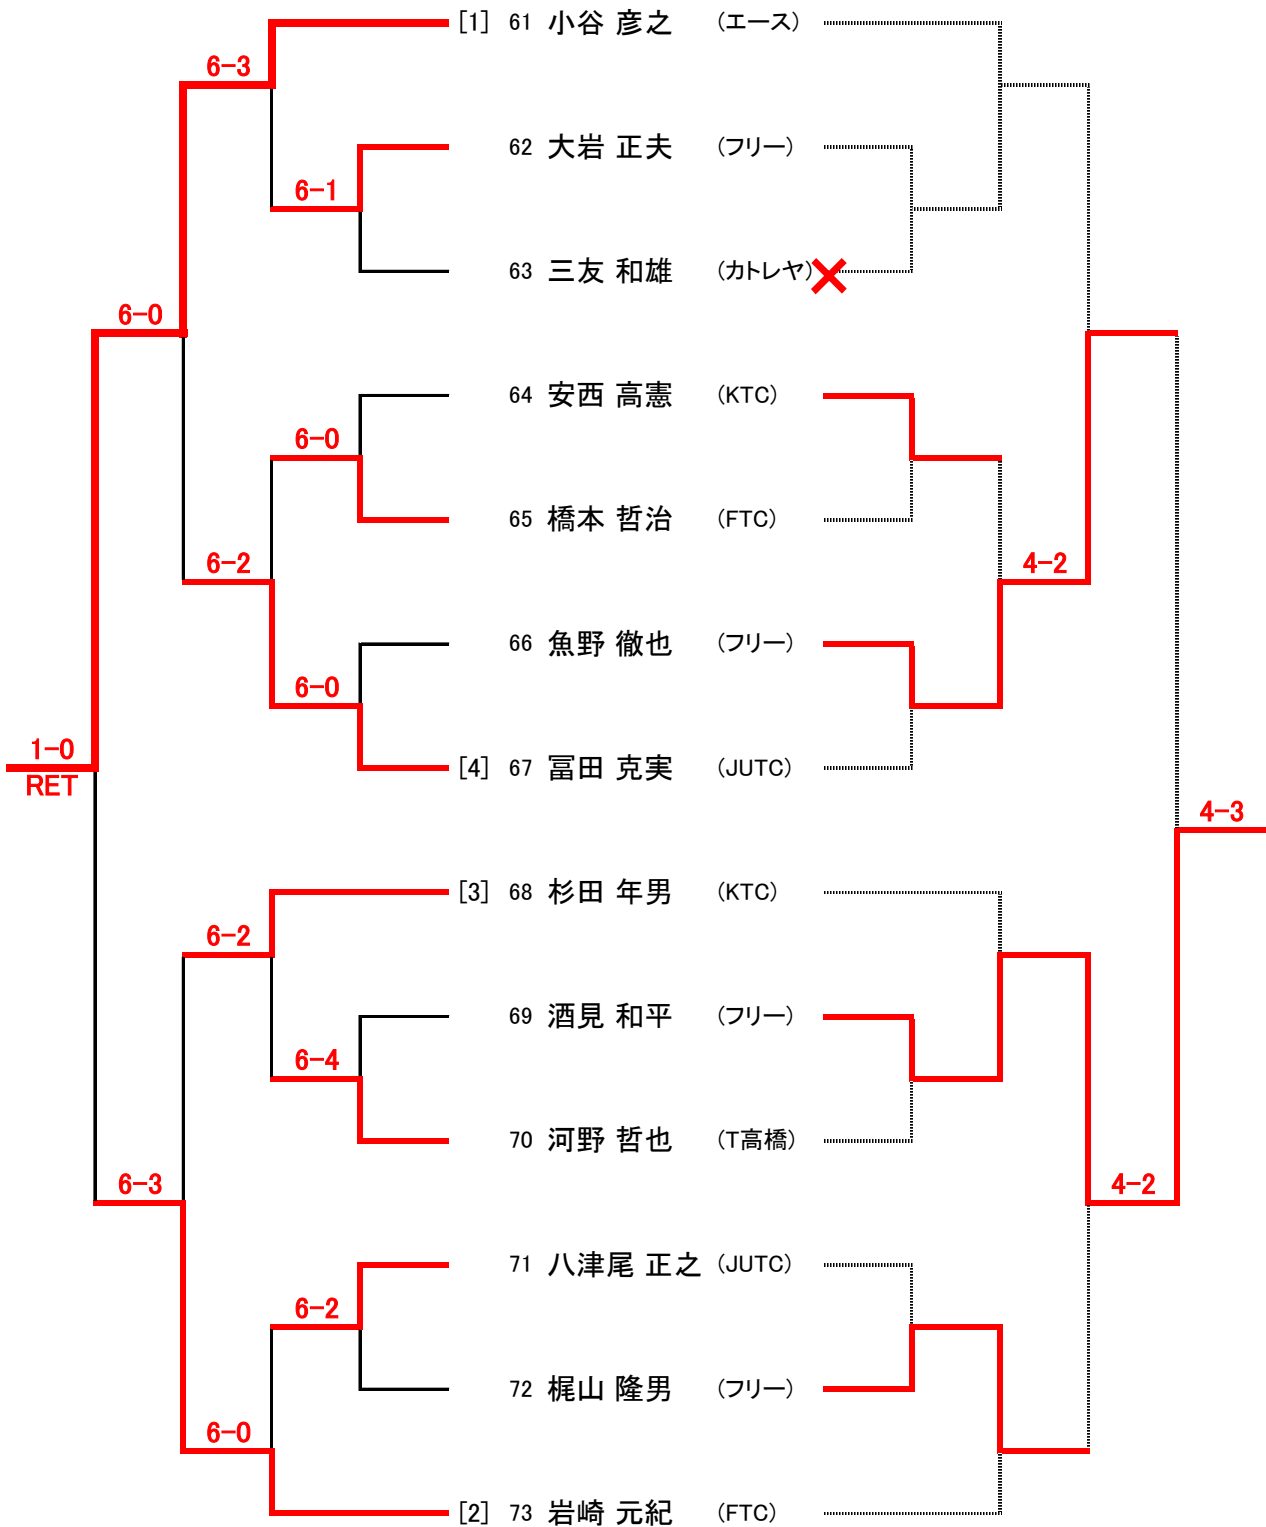 [1] 61 小谷 彦之 (エース)
6-3
62 大岩 正夫 (フリー)
6-1
63 三友 和雄 (カトレヤ)
6-0
64 安西 高憲 (KTC)
6-0
65 橋本 哲治 (FTC)
6-2 4-2
66 魚野 徹也 (フリー)
6-0
1-0 [4] 67 冨田 克実 (JUTC)
RET
4-3
[3] 68 杉田 年男 (KTC)
6-2
69 酒見 和平 (フリー)
6-4
70 河野 哲也 (T高橋)
6-3 4-2
71 八津尾 正之 (JUTC)
6-2
72 梶山 隆男 (フリー)
6-0
[2] 73 岩崎 元紀 (FTC)